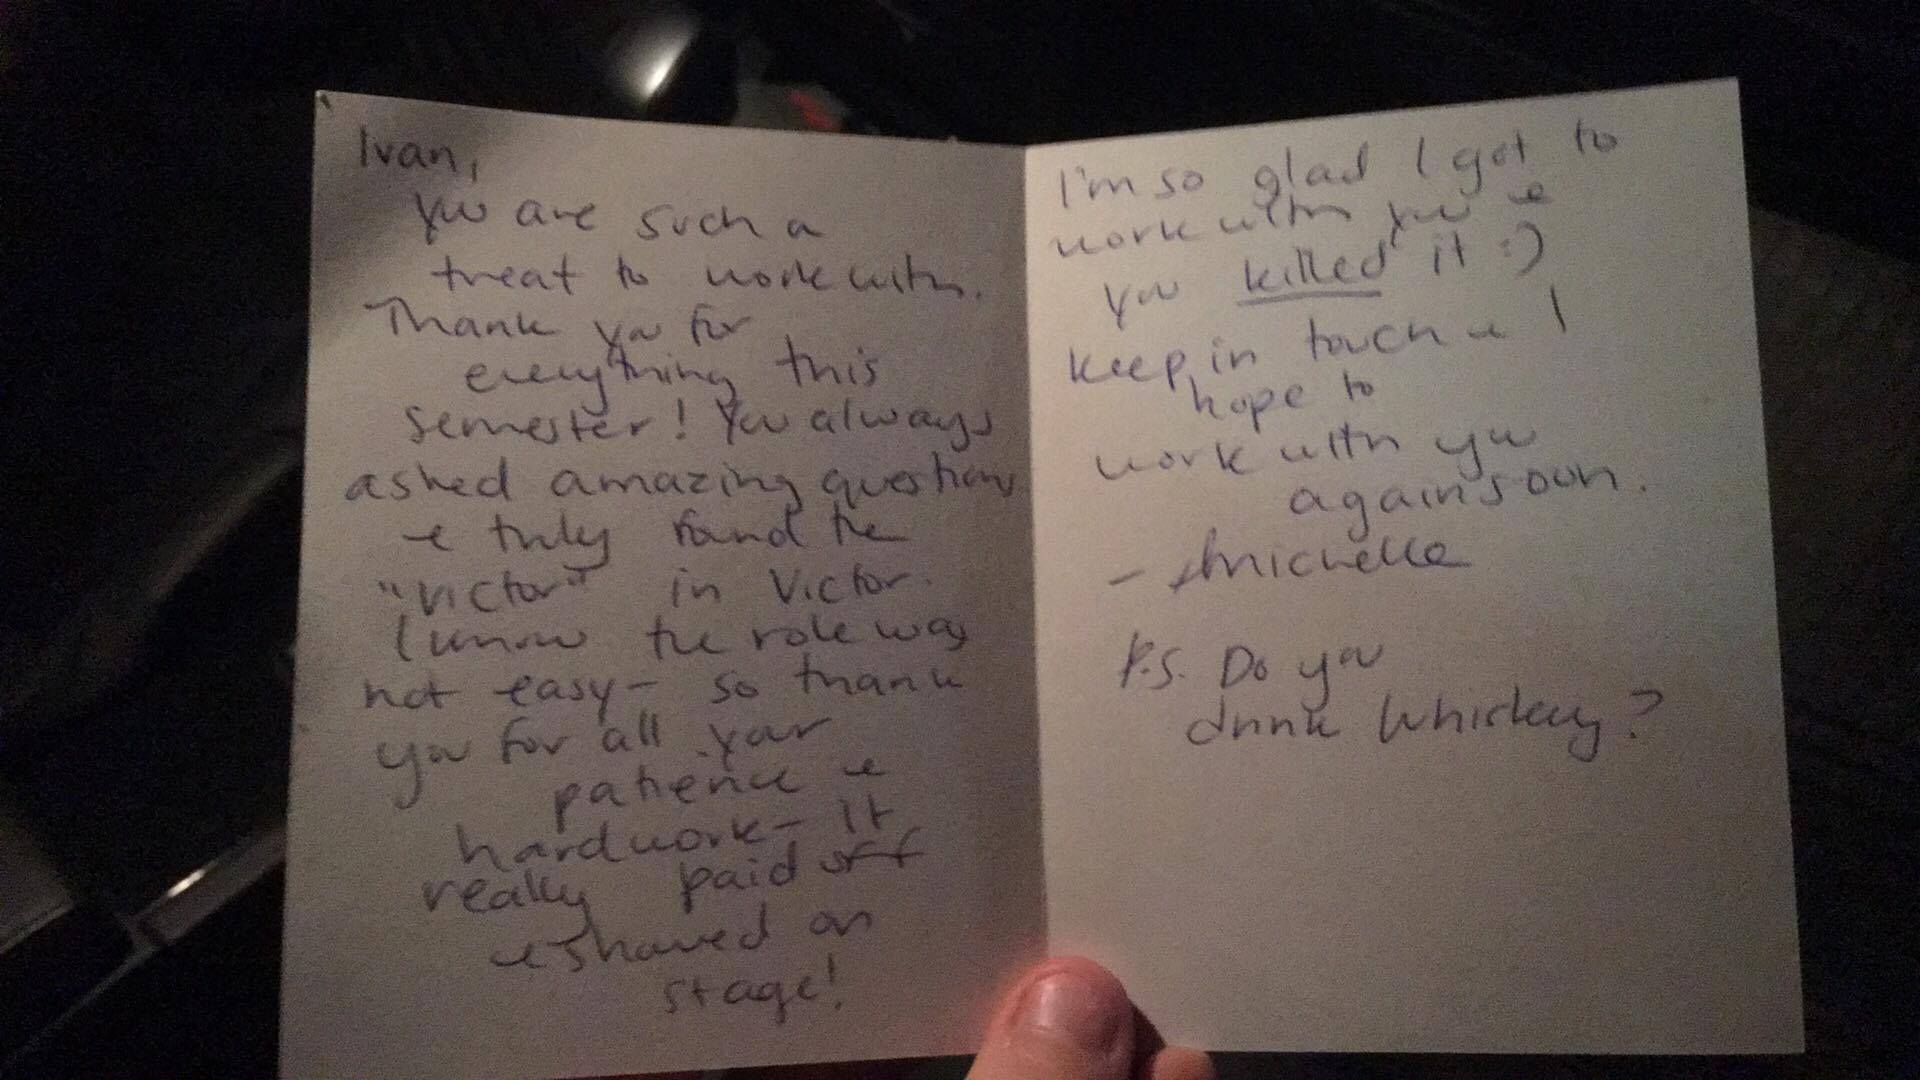 Ivan,
You are such a
treat to work with.
Thank you for
everything this
semester! You always
asked amazing questions
& truly found the
"Victor" in Victor.
I know the role was
not easy- so thank
you for all your
patience &
hardwork- it
really paid off
& showed on
stage!
I'm so glad I got to
work with you &
you killed it :)
Keep in touch & I
hope to
work with you
again soon.
- Michelle
P.S. Do you
drink Whiskey?